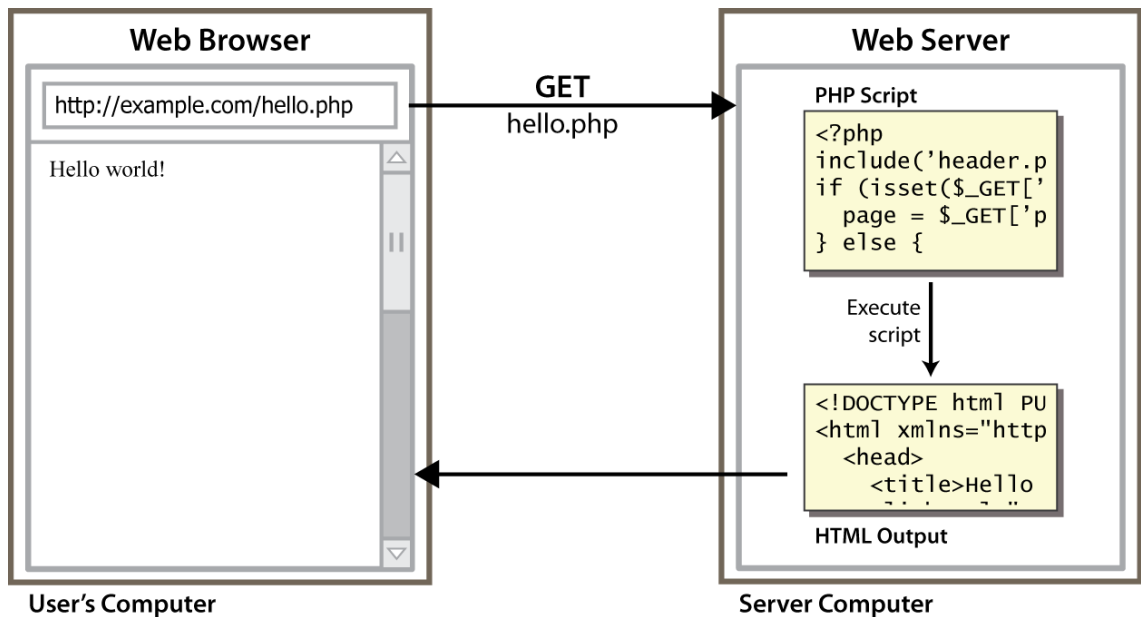 Web Browser
http://example.com/hello.php
Hello world!
User's Computer
GET
hello.php
Web Server
PHP Script
<?php
include('header.p
if (isset($_GET['
  page = $_GET['p
} else {
Execute
script
<!DOCTYPE html PU
<html xmlns="http
  <head>
    <title>Hello
HTML Output
Server Computer